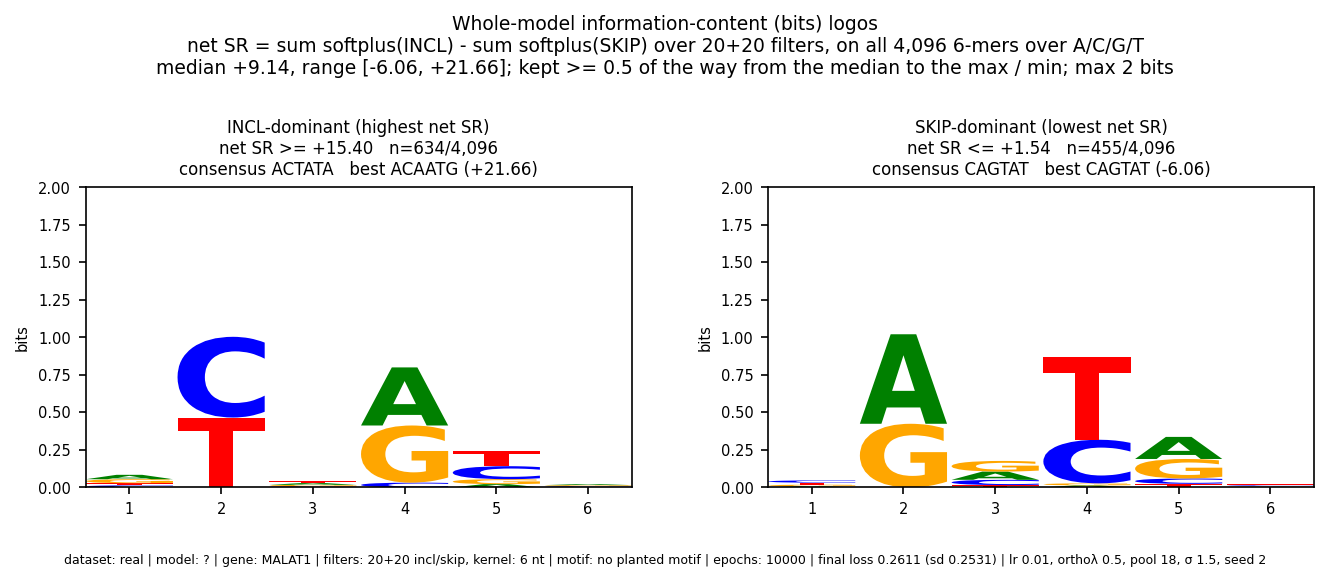 Whole-model information-content (bits) logos
net SR = sum softplus(INCL) - sum softplus(SKIP) over 20+20 filters, on all 4,096 6-mers over A/C/G/T
median +9.14, range [-6.06, +21.66]; kept >= 0.5 of the way from the median to the max / min; max 2 bits
INCL-dominant (highest net SR)
net SR >= +15.40   n=634/4,096
consensus ACTATA   best ACAATG (+21.66)
2.00
1.75
1.50
1.25
1.00
0.75
0.50
0.25
0.00
bits
C
T
A
G
T
C
1 2 3 4 5 6
SKIP-dominant (lowest net SR)
net SR <= +1.54   n=455/4,096
consensus CAGTAT   best CAGTAT (-6.06)
2.00
1.75
1.50
1.25
1.00
0.75
0.50
0.25
0.00
bits
A
G
G
A
C
T
C
A
G
C
1 2 3 4 5 6
dataset: real | model: ? | gene: MALAT1 | filters: 20+20 incl/skip, kernel: 6 nt | motif: no planted motif | epochs: 10000 | final loss 0.2611 (sd 0.2531) | lr 0.01, orthoλ 0.5, pool 18, σ 1.5, seed 2